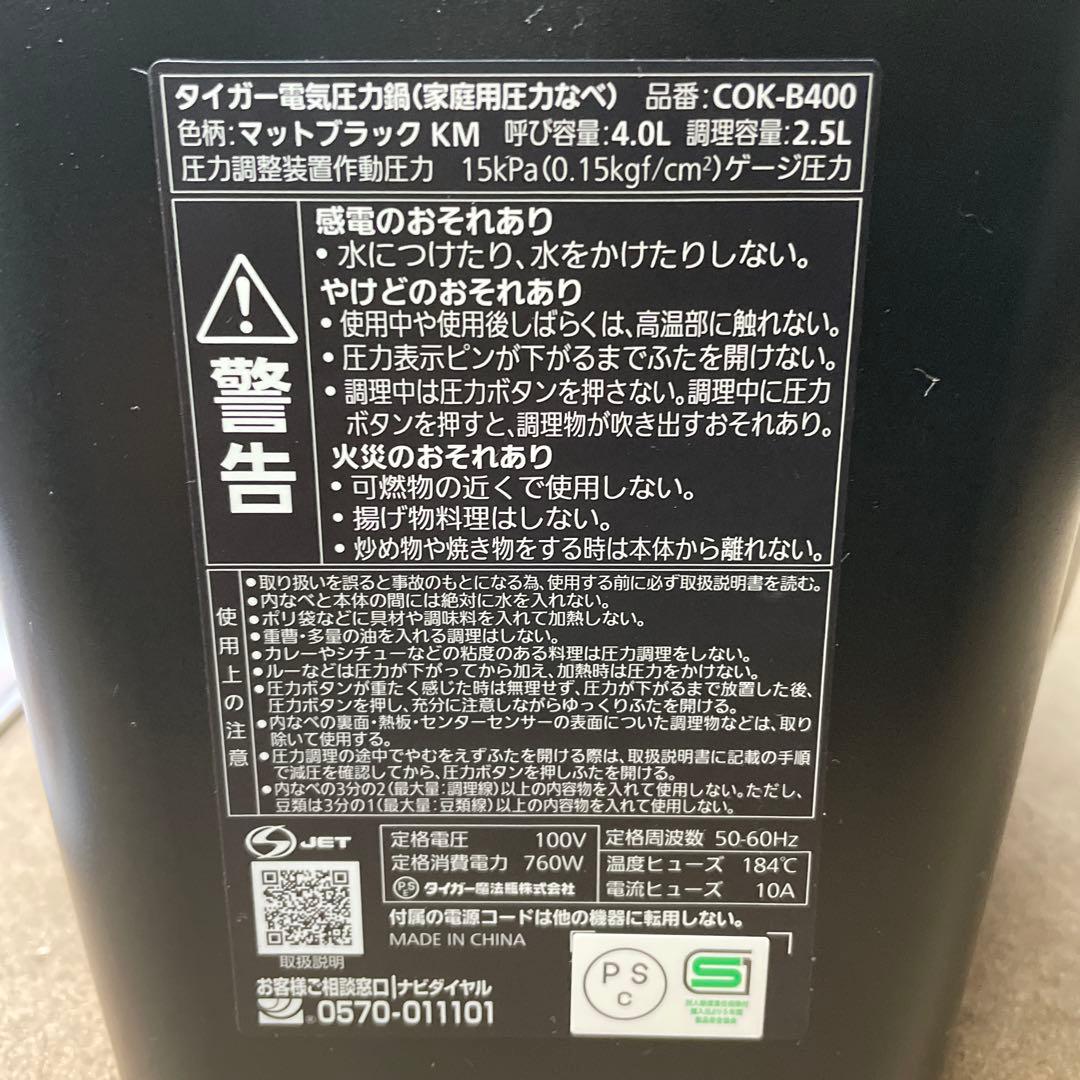 タイガー電気圧力鍋(家庭用圧力なべ) 品番:COK-B400
色柄:マットブラック KM 呼び容量:4.0L 調理容量:2.5L
圧力調整装置作動圧力 15kPa(0.15kgf/cm²)ゲージ圧力
警告
感電のおそれあり
・水につけたり、水をかけたりしない。
やけどのおそれあり
・使用中や使用後しばらくは、高温部に触れない。
・圧力表示ピンが下がるまでふたを開けない。
・調理中は圧力ボタンを押さない。調理中に圧力
ボタンを押すと、調理物が吹き出すおそれあり。
火災のおそれあり
・可燃物の近くで使用しない。
・揚げ物料理はしない。
・炒め物や焼き物をする時は本体から離れない。
使用上の注意
●取り扱いを誤ると事故のもとになる為、使用する前に必ず取扱説明書を読む。
●内なべと本体の間には絶対に水を入れない。
●ポリ袋などに具材や調味料を入れて加熱しない。
●重曹・多量の油を入れる調理はしない。
●カレーやシチューなどの粘度のある料理は圧力調理をしない。
●ルーなどは圧力が下がってから加え、加熱時は圧力をかけない。
●圧力ボタンが重たく感じた時は無理せず、圧力が下がるまで放置した後、
圧力ボタンを押し、充分に注意しながらゆっくりふたを開ける。
●内なべの裏面・熱板・センターセンサーの表面についた調理物などは、取り
除いて使用する。
●圧力調理の途中でやむをえずふたを開ける際は、取扱説明書に記載の手順
で減圧を確認してから、圧力ボタンを押しふたを開ける。
●内なべの3分の2(最大量:調理線)以上の内容物を入れて使用しない。ただし、
豆類は3分の1(最大量:豆類線)以上の内容物を入れて使用しない。
JET
定格電圧 100V
定格周波数 50-60Hz
定格消費電力 760W
温度ヒューズ 184℃
PSE タイガー魔法瓶株式会社
電流ヒューズ 10A
付属の電源コードは他の機器に転用しない。
MADE IN CHINA
取扱説明
お客様ご相談窓口|ナビダイヤル
® 0570-011101
PSC
SG